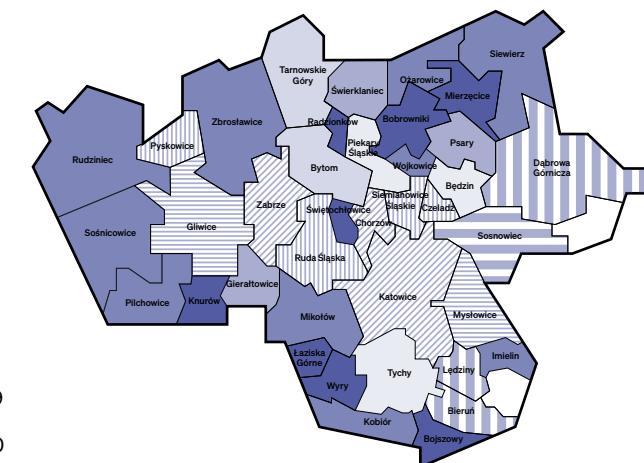 Siewierz
Tarnowskie
Góry
Ożarowice
Świerklaniec
Mierzęcice
Zbrosławice
Radzionków
Bobrowniki
Pyskowice
Piekary
Śląskie
Psary
Rudziniec
Bytom
Wojkowice
Dąbrowa
Górnicza
Będzin
Zabrze
Siemianowice
Śląskie
Świętochłowice
Czeladź
Chorzów
Sośnicowice
Gliwice
Sosnowiec
Ruda Śląska
Gierałtowice
Katowice
Pilchowice
Knurów
Mikołów
Mysłowice
Łaziska
Górne
Imielin
Tychy
Lędziny
Wyry
9
Bieruń
Kobiór
Bojszowy
0